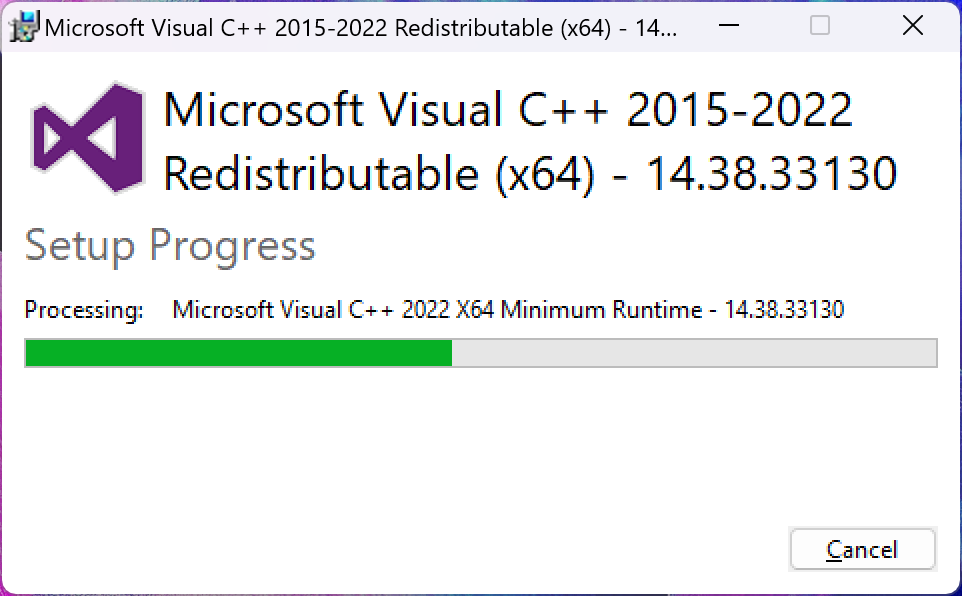 Microsoft Visual C++ 2015-2022 Redistributable (x64) - 14...
Microsoft Visual C++ 2015-2022
Redistributable (x64) - 14.38.33130
Setup Progress
Processing: Microsoft Visual C++ 2022 X64 Minimum Runtime - 14.38.33130
Cancel